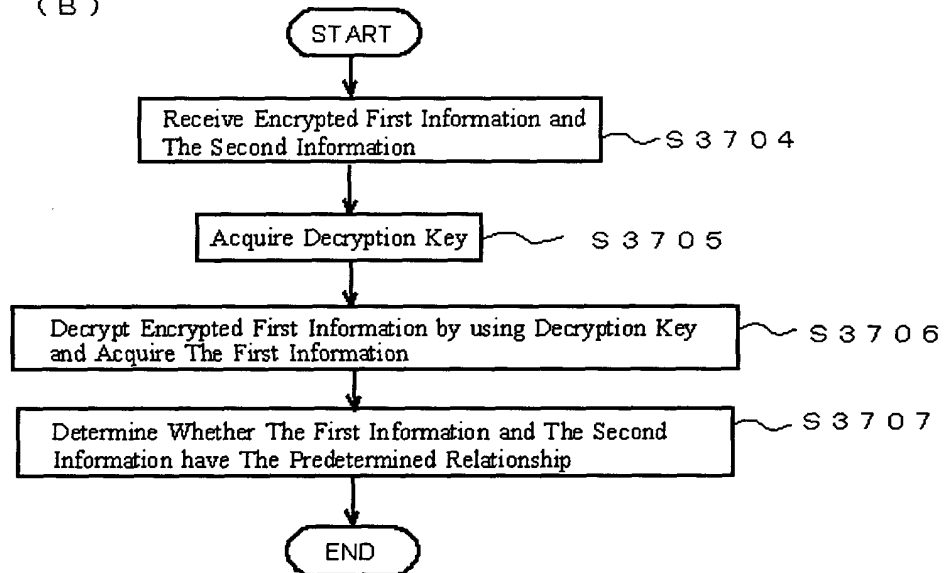 (B)
START
Receive Encrypted First Information and
The Second Information
S3704
Acquire Decryption Key
S3705
Decrypt Encrypted First Information by using Decryption Key
and Acquire The First Information
S3706
Determine Whether The First Information and The Second
Information have The Predetermined Relationship
S3707
END